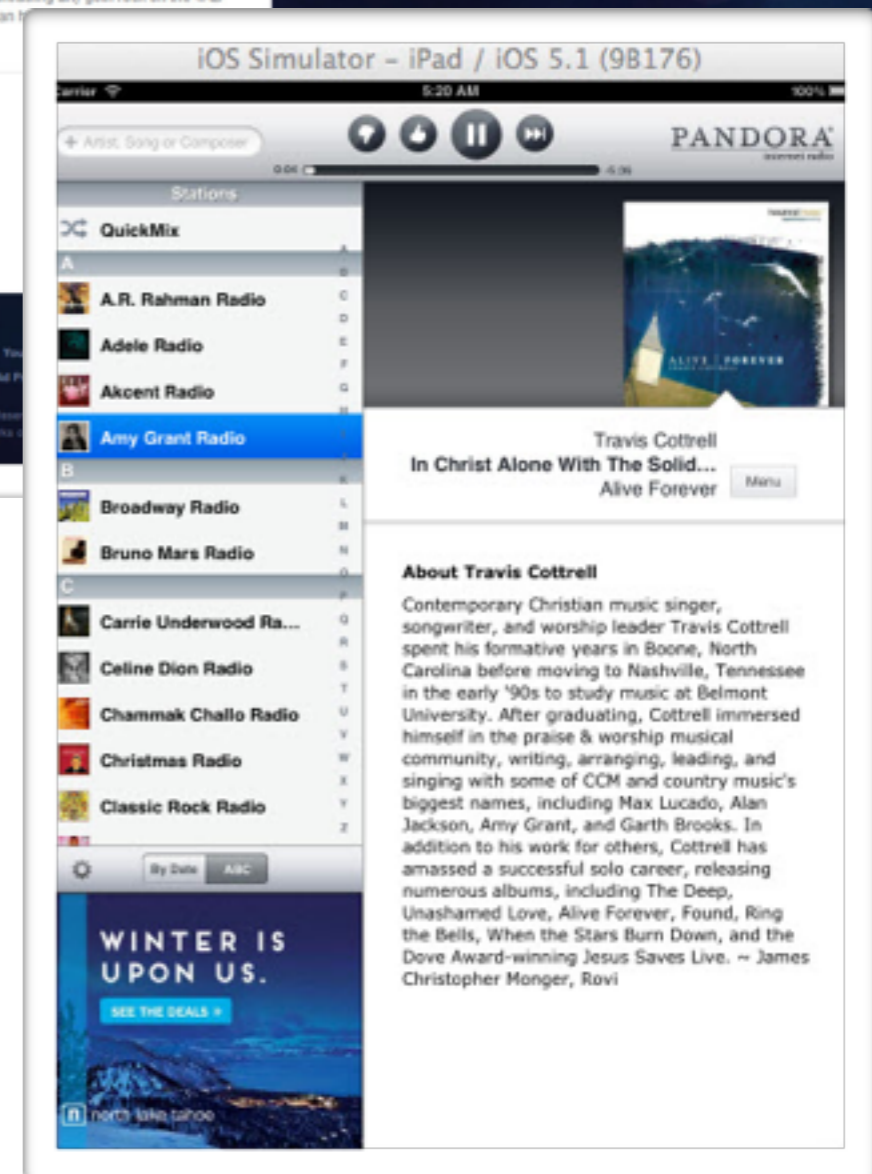 iOS Simulator – iPad / iOS 5.1 (9B176)
Carrier
5:20 AM
100%
+ Artist, Song or Composer
PANDORA
internet radio
0:04
Stations
QuickMix
A
A.R. Rahman Radio
Adele Radio
Akcent Radio
Amy Grant Radio
B
Broadway Radio
Bruno Mars Radio
C
Carrie Underwood Ra...
Celine Dion Radio
Chammak Challo Radio
Christmas Radio
Classic Rock Radio
By Date
ABC
WINTER IS
UPON US.
SEE THE DEALS »
n north lake tahoe
ALIVE | FOREVER
TRAVIS COTTRELL
Travis Cottrell
In Christ Alone With The Solid...
Alive Forever
Menu
About Travis Cottrell
Contemporary Christian music singer,
songwriter, and worship leader Travis Cottrell
spent his formative years in Boone, North
Carolina before moving to Nashville, Tennessee
in the early '90s to study music at Belmont
University. After graduating, Cottrell immersed
himself in the praise & worship musical
community, writing, arranging, leading, and
singing with some of CCM and country music's
biggest names, including Max Lucado, Alan
Jackson, Amy Grant, and Garth Brooks. In
addition to his work for others, Cottrell has
amassed a successful solo career, releasing
numerous albums, including The Deep,
Unashamed Love, Alive Forever, Found, Ring
the Bells, When the Stars Burn Down, and the
Dove Award-winning Jesus Saves Live. ~ James
Christopher Monger, Rovi